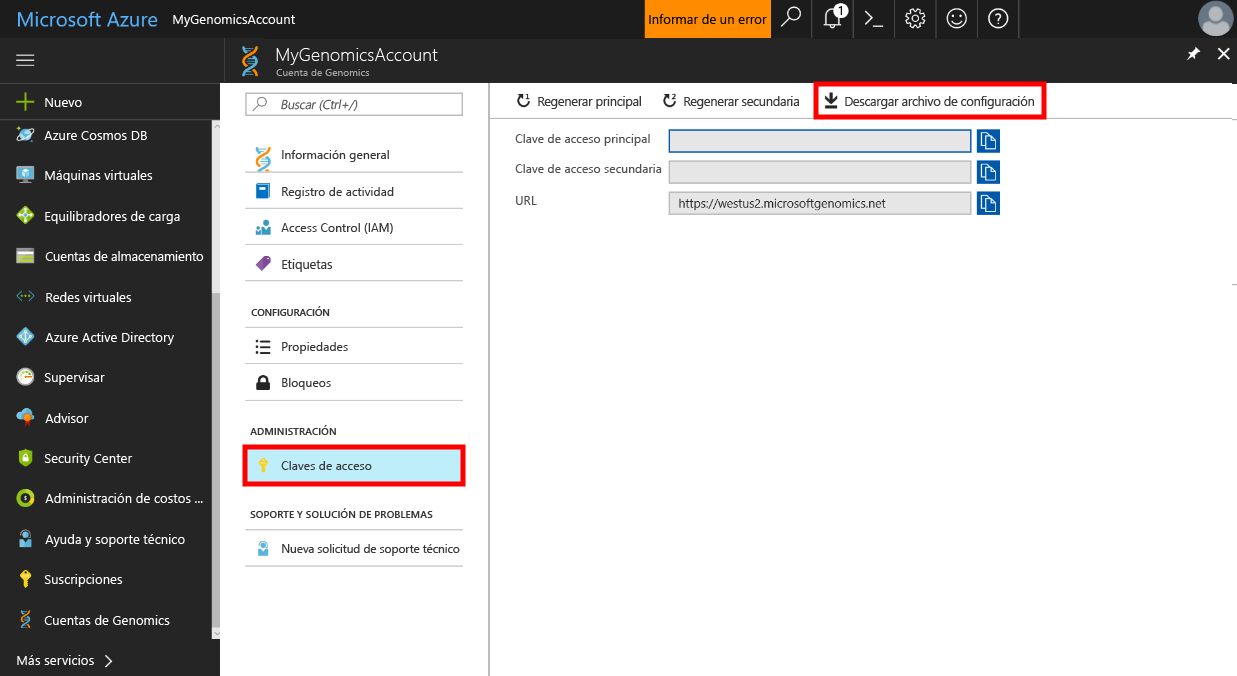 Microsoft Azure MyGenomicsAccount
Informar de un error
1
MyGenomicsAccount
Cuenta de Genomics
Nuevo
Azure Cosmos DB
Máquinas virtuales
Equilibradores de carga
Cuentas de almacenamiento
Redes virtuales
Azure Active Directory
Supervisar
Advisor
Security Center
Administración de costos ...
Ayuda y soporte técnico
Suscripciones
Cuentas de Genomics
Más servicios
Buscar (Ctrl+/)
Información general
Registro de actividad
Access Control (IAM)
Etiquetas
CONFIGURACIÓN
Propiedades
Bloqueos
ADMINISTRACIÓN
Claves de acceso
SOPORTE Y SOLUCIÓN DE PROBLEMAS
Nueva solicitud de soporte técnico
Regenerar principal
Regenerar secundaria
Descargar archivo de configuración
Clave de acceso principal
Clave de acceso secundaria
URL https://westus2.microsoftgenomics.net